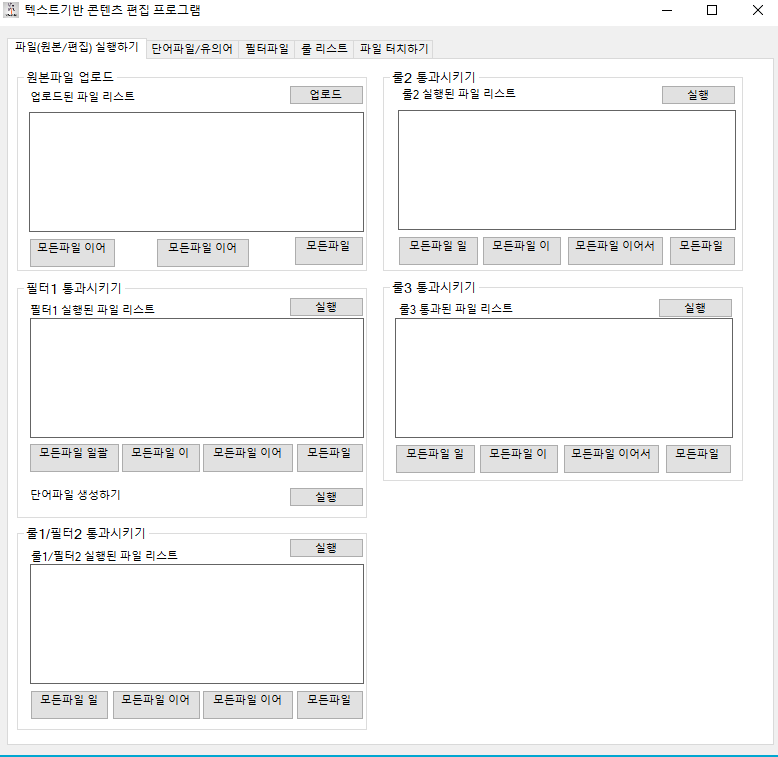 텍스트기반 콘텐츠 편집 프로그램
파일(원본/편집) 실행하기 단어파일/유의어 필터파일 룰 리스트 파일 터치하기
원본파일 업로드
업로드된 파일 리스트 업로드
모든파일 이어 모든파일 이어 모든파일
필터1 통과시키기
필터1 실행된 파일 리스트 실행
모든파일 일괄 모든파일 이 모든파일 이어 모든파일
단어파일 생성하기 실행
룰1/필터2 통과시키기
룰1/필터2 실행된 파일 리스트 실행
모든파일 일 모든파일 이어 모든파일 이어 모든파일
룰2 통과시키기
룰2 실행된 파일 리스트 실행
모든파일 일 모든파일 이 모든파일 이어서 모든파일
룰3 통과시키기
룰3 통과된 파일 리스트 실행
모든파일 일 모든파일 이 모든파일 이어서 모든파일